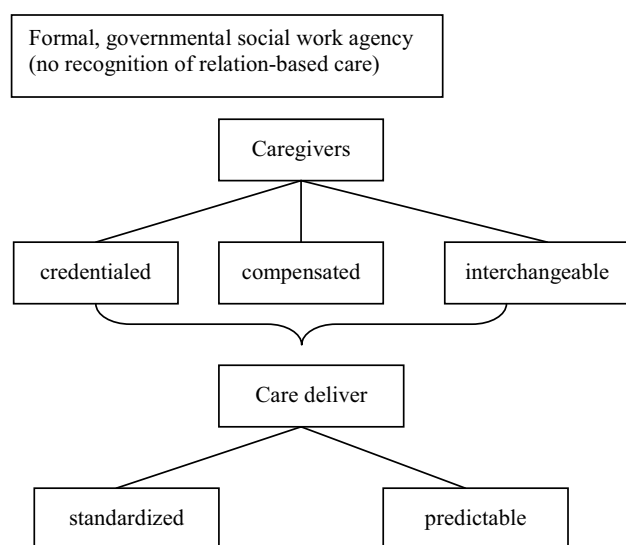 Formal, governmental social work agency
(no recognition of relation-based care)
Caregivers
credentialed
compensated
interchangeable
Care deliver
standardized
predictable